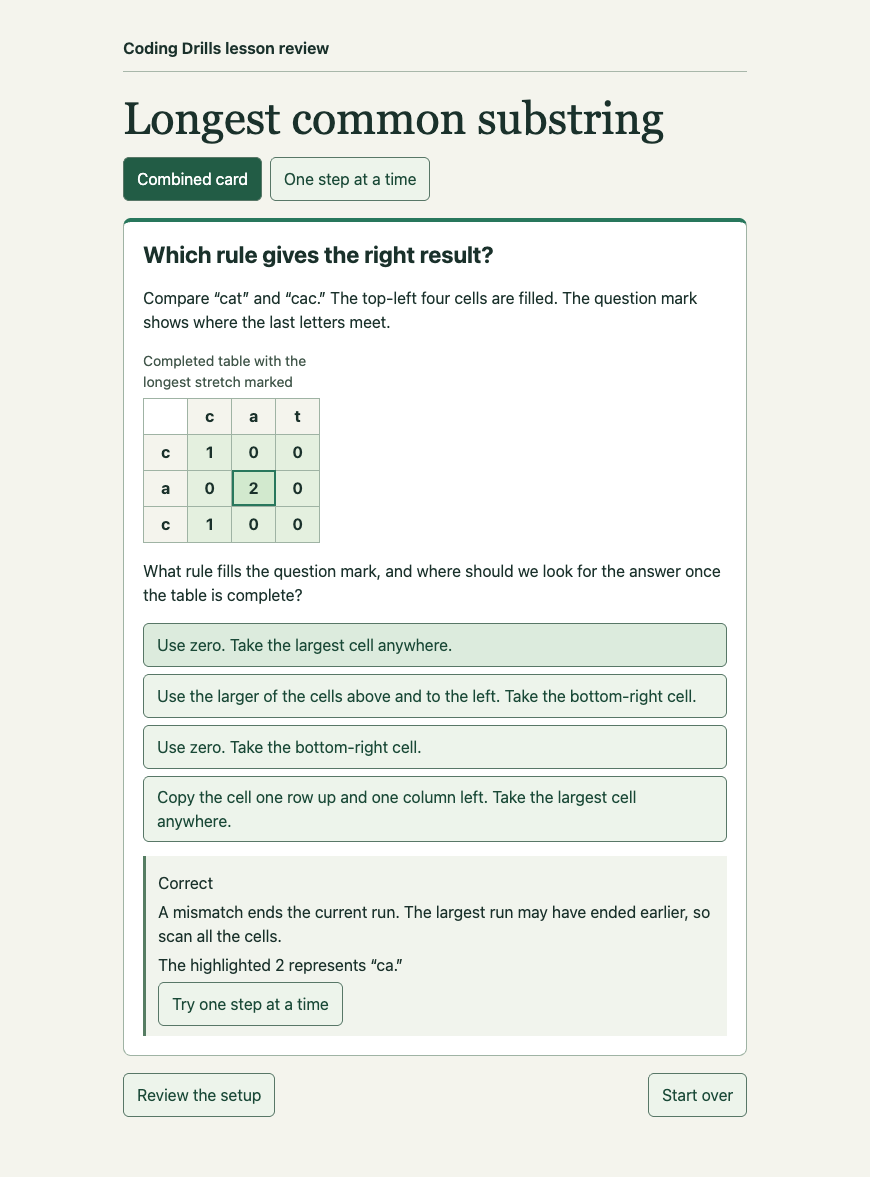 Coding Drills lesson review
Longest common substring
Combined card
One step at a time
Which rule gives the right result?
Compare “cat” and “cac.” The top-left four cells are filled. The question mark
shows where the last letters meet.
Completed table with the
longest stretch marked
c a t
c 1 0 0
a 0 2 0
c 1 0 0
What rule fills the question mark, and where should we look for the answer once
the table is complete?
Use zero. Take the largest cell anywhere.
Use the larger of the cells above and to the left. Take the bottom-right cell.
Use zero. Take the bottom-right cell.
Copy the cell one row up and one column left. Take the largest cell
anywhere.
Correct
A mismatch ends the current run. The largest run may have ended earlier, so
scan all the cells.
The highlighted 2 represents “ca.”
Try one step at a time
Review the setup
Start over